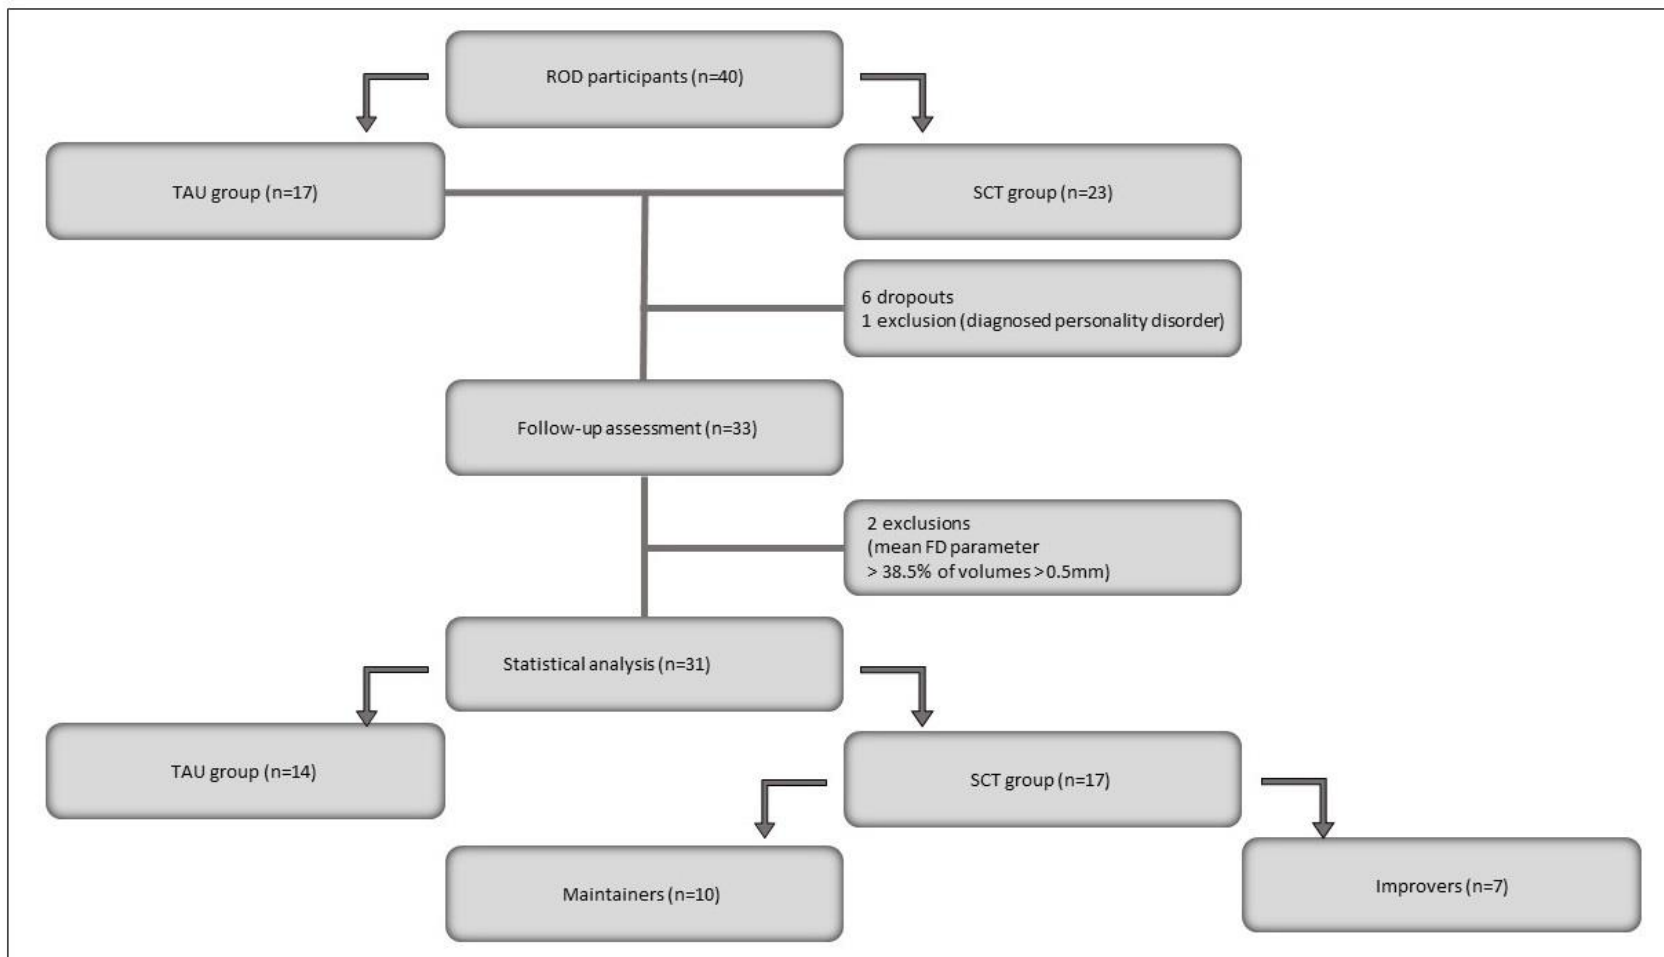 ROD participants (n=40)
TAU group (n=17)
SCT group (n=23)
6 dropouts
1 exclusion (diagnosed personality disorder)
Follow-up assessment (n=33)
2 exclusions
(mean FD parameter
> 38.5% of volumes >0.5mm)
Statistical analysis (n=31)
TAU group (n=14)
SCT group (n=17)
Maintainers (n=10)
Improvers (n=7)